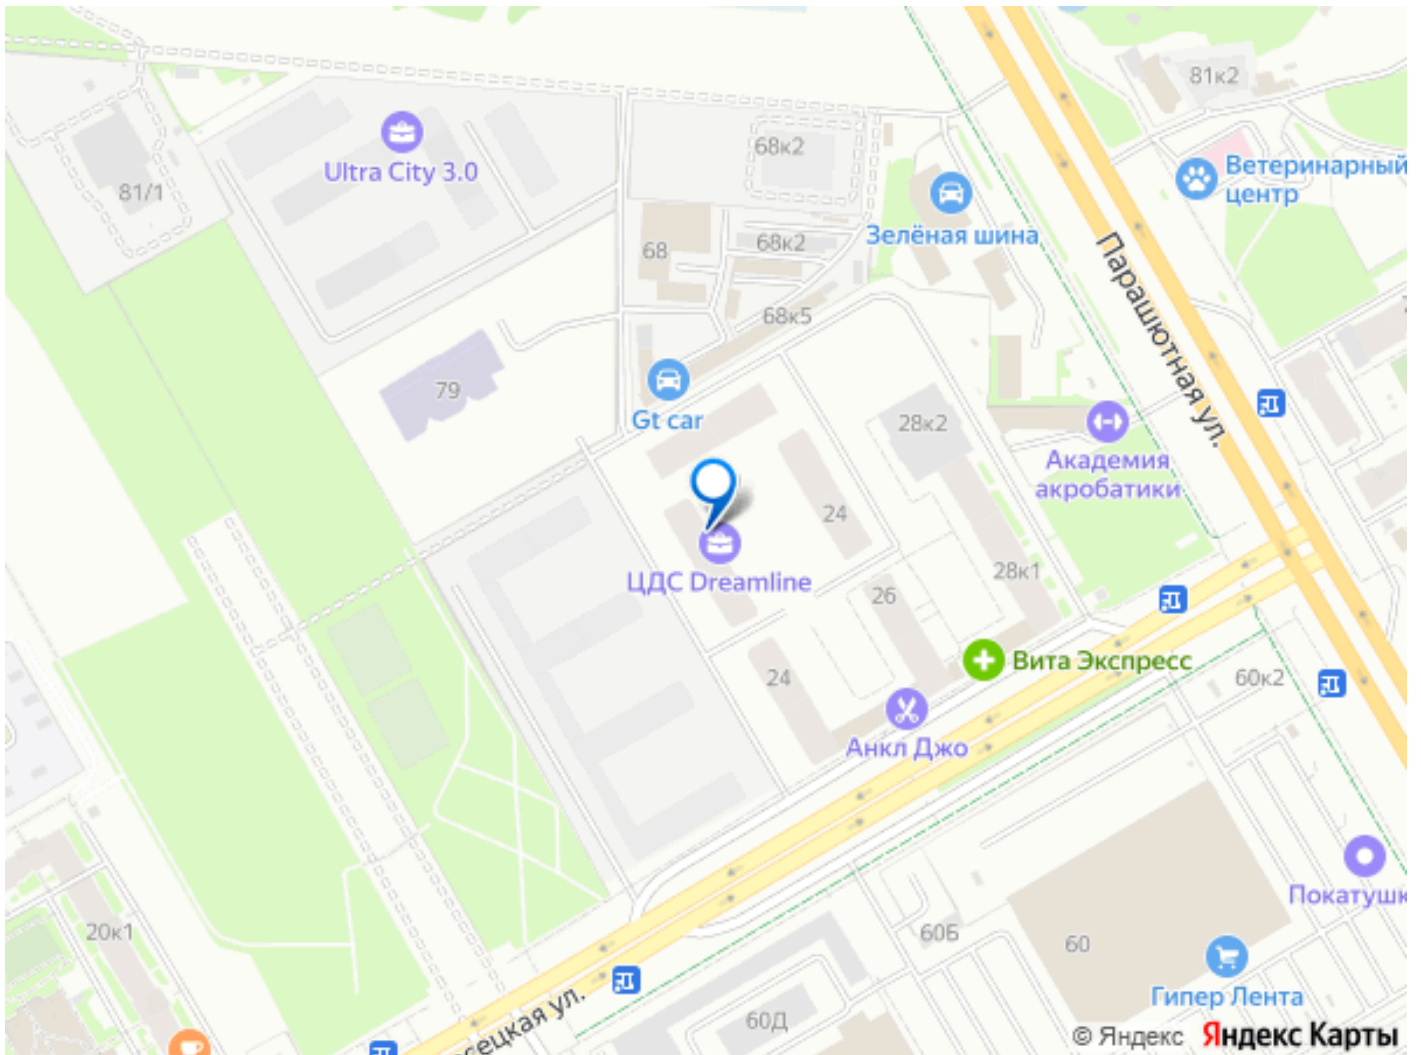 81к2
Ultra City 3.0
68к2
Ветеринарный
центр
81/1
Зелёная шина
68к2
68
Парашютная ул.
68к5
79
Gt car
28к2
Академия
акробатики
24
ЦДС Dreamline
28к1
26
Вита Экспресс
24
60к2
Анкл Джо
Покатушк
20к1
60Б
60
Гипер Лента
60Д
сецкая ул.
© Яндекс Яндекс Карты